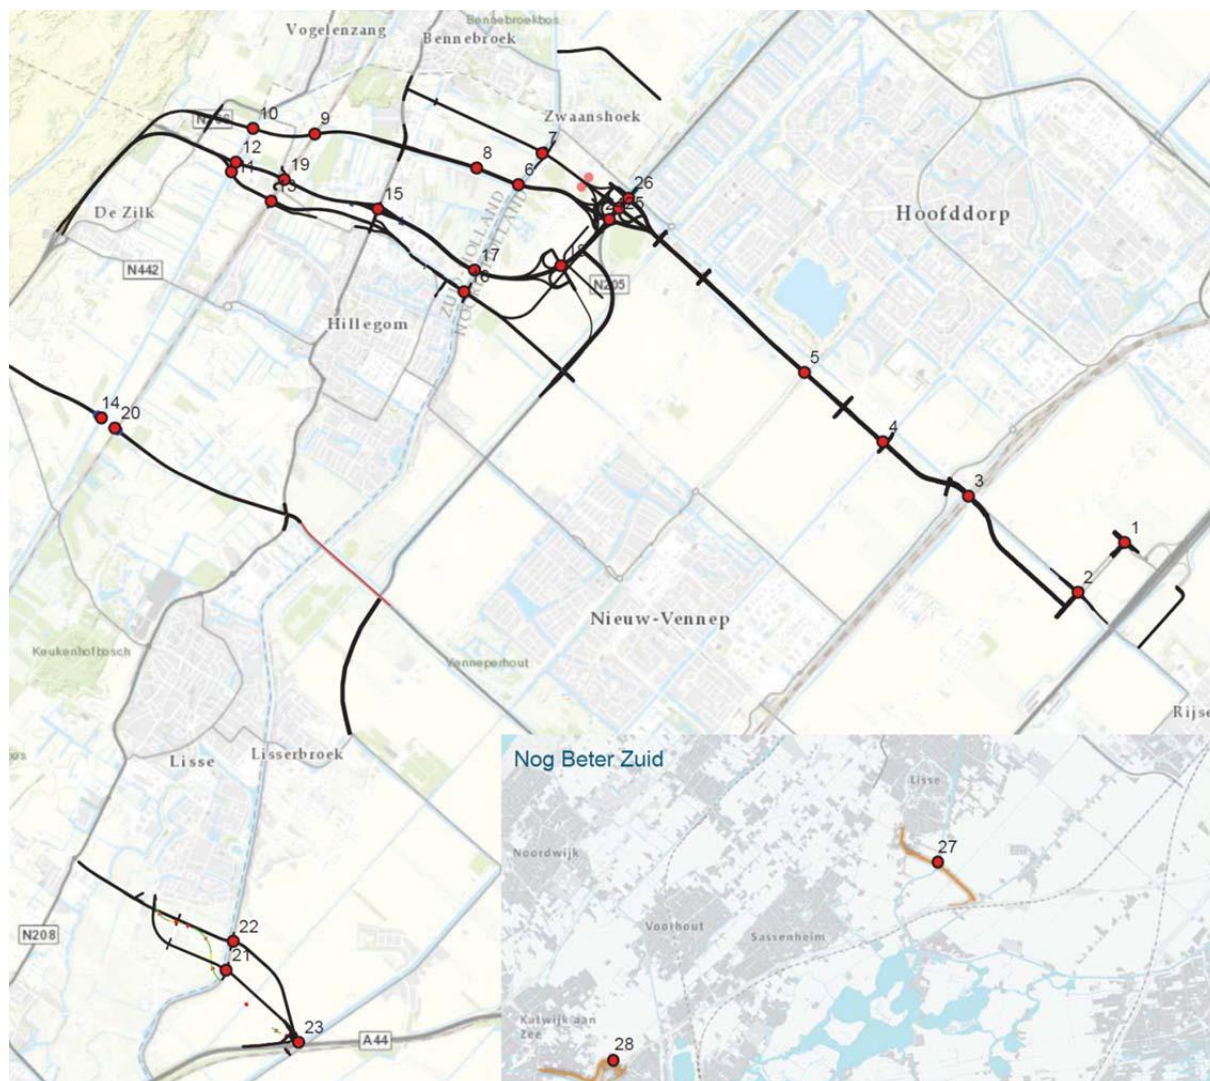 Bennebroekbos
Vogelenzang
Bennebroek
Zwaanshoek
10
9
7
12
8
6
11
19
26
13
15
25
De Zilk
Hoofddorp
17
18
N442
16
N205
ZUID-HOLLAND
NOORD-HOLLAND
Hillegom
5
14
20
4
3
1
2
Nieuw-Vennep
Keukenhofbosch
Venneperhout
Rijse
Lisserbroek
Lisse
Nog Beter Zuid
Lisse
27
Noordwijk
Voorhout
Sassenheim
N208
22
21
23
A44
Katwijk aan
Zee
28